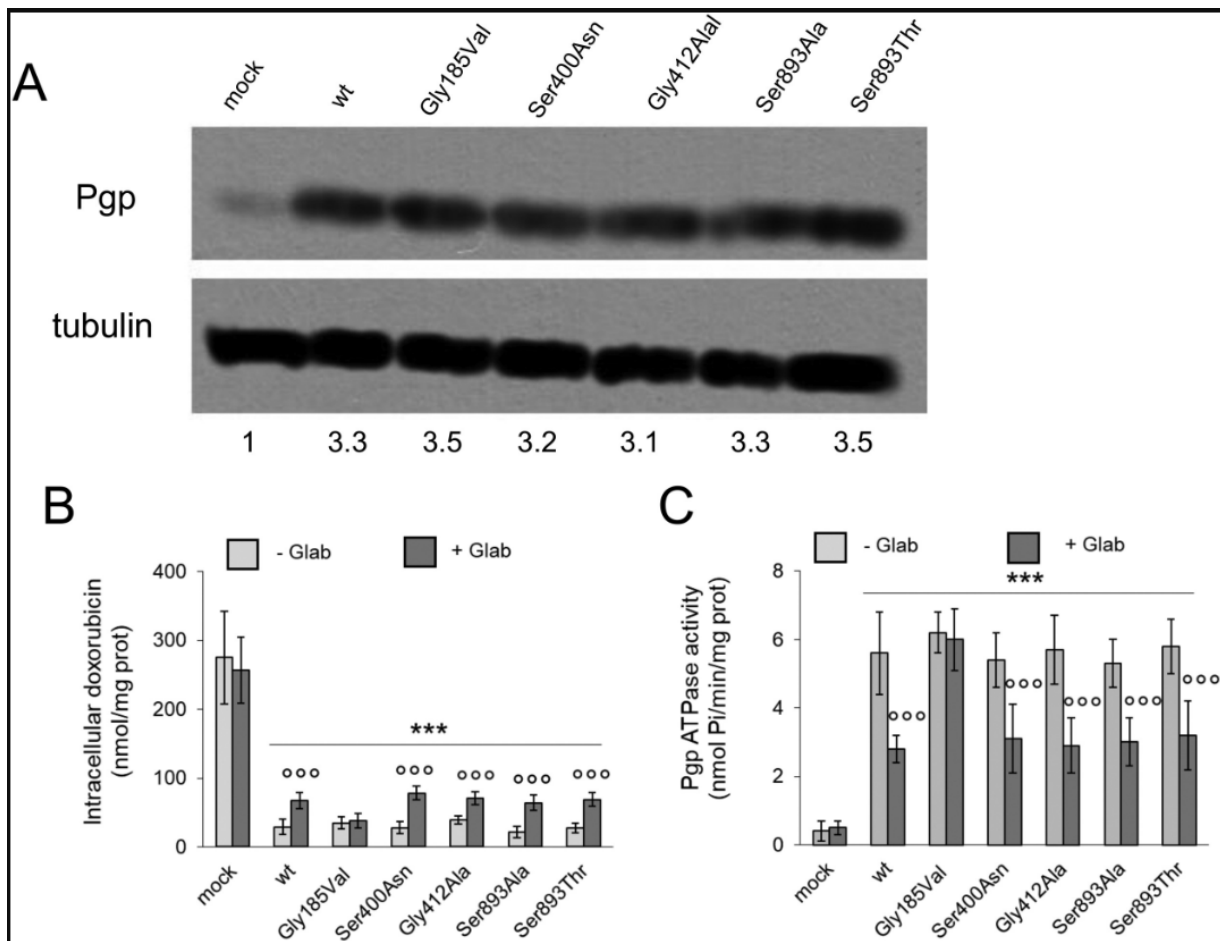 A
mock
wt
Gly185Val
Ser400Asn
Gly412Alal
Ser893Ala
Ser893Thr
Pgp
tubulin
1 3.3 3.5 3.2 3.1 3.3 3.5
B
- Glab + Glab
Intracellular doxorubicin
(nmol/mg prot)
400
300
200
100
0
***
°°° °°° °°° °°° °°°
mock
wt
Gly185Val
Ser400Asn
Gly412Ala
Ser893Ala
Ser893Thr
C
- Glab + Glab
Pgp ATPase activity
(nmol Pi/min/mg prot)
8
6
4
2
0
***
°°° °°° °°° °°° °°°
mock
wt
Gly185Val
Ser400Asn
Gly412Ala
Ser893Ala
Ser893Thr